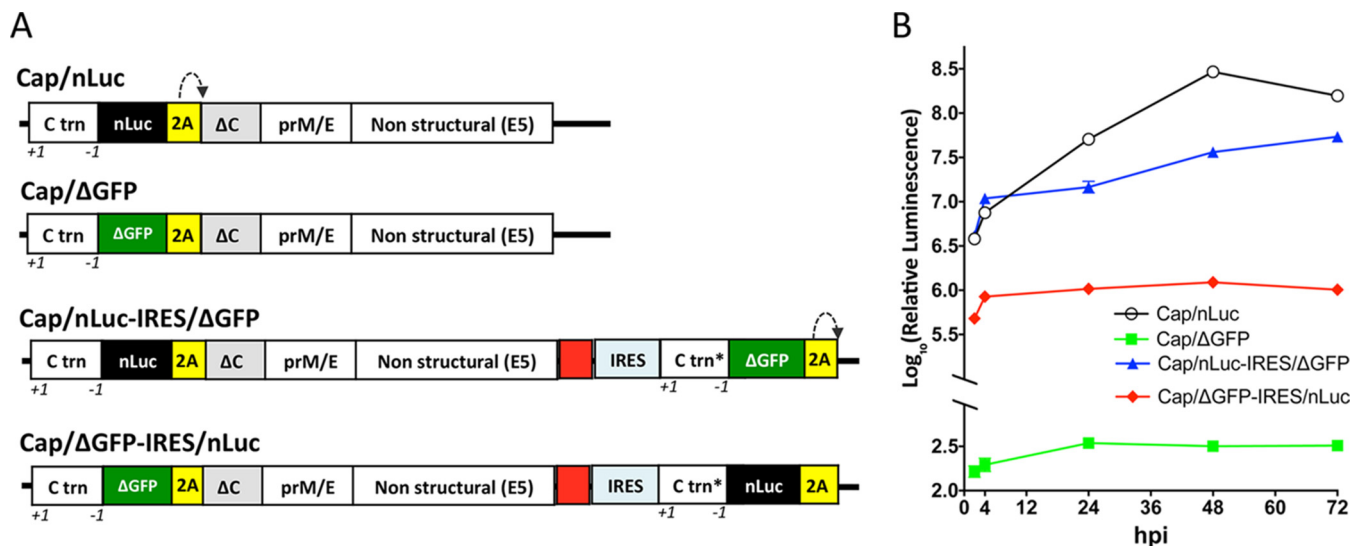 A
Cap/nLuc
C trn nLuc 2A ΔC prM/E Non structural (E5)
+1 -1
Cap/ΔGFP
C trn ΔGFP 2A ΔC prM/E Non structural (E5)
+1 -1
Cap/nLuc-IRES/ΔGFP
C trn nLuc 2A ΔC prM/E Non structural (E5) IRES C trn* ΔGFP 2A
+1 -1 +1 -1
Cap/ΔGFP-IRES/nLuc
C trn ΔGFP 2A ΔC prM/E Non structural (E5) IRES C trn* nLuc 2A
+1 -1 +1 -1
B
Log10(Relative Luminescence)
8.5
8.0
7.5
7.0
6.5
6.0
5.5
2.5
2.0
Cap/nLuc
Cap/ΔGFP
Cap/nLuc-IRES/ΔGFP
Cap/ΔGFP-IRES/nLuc
0 4 12 24 36 48 60 72
hpi